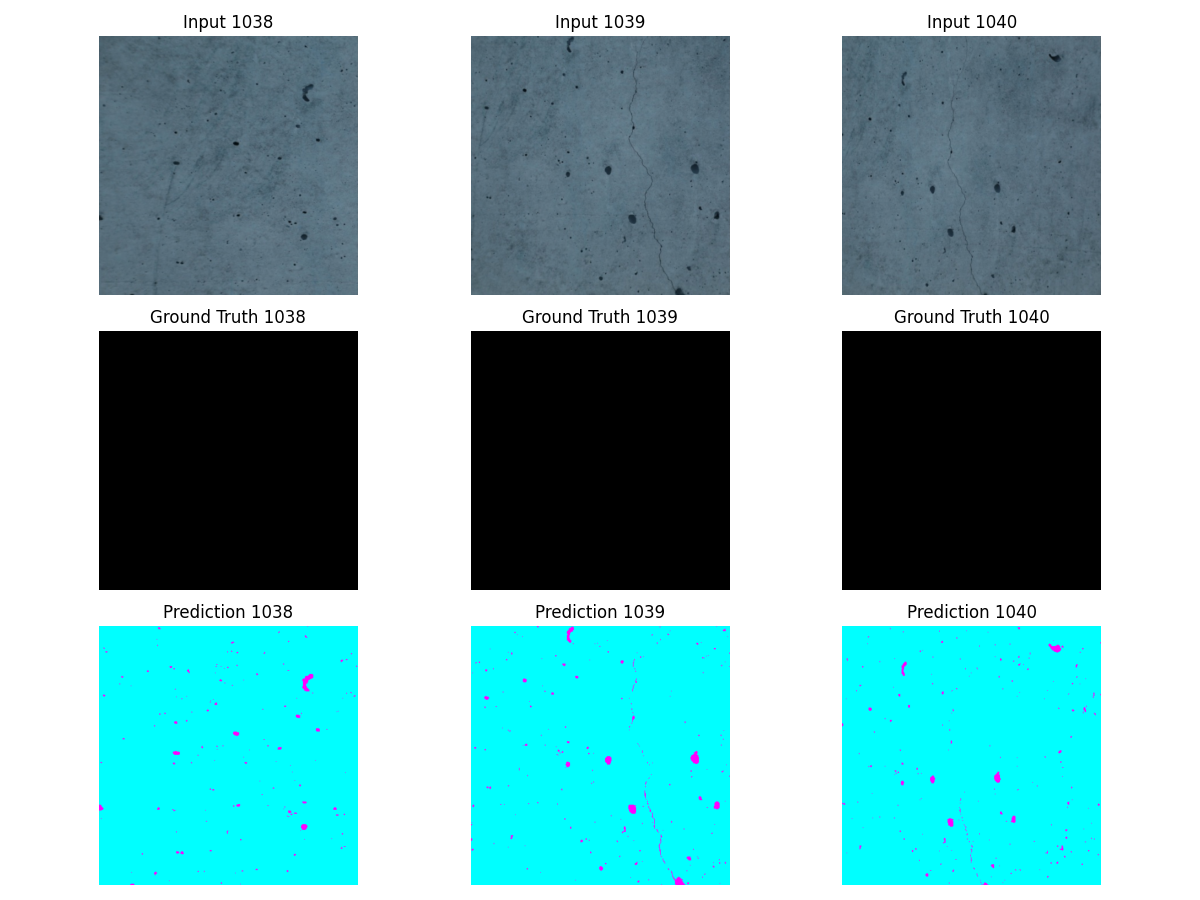 Input 1038
Input 1039
Input 1040
Ground Truth 1038
Ground Truth 1039
Ground Truth 1040
Prediction 1038
Prediction 1039
Prediction 1040